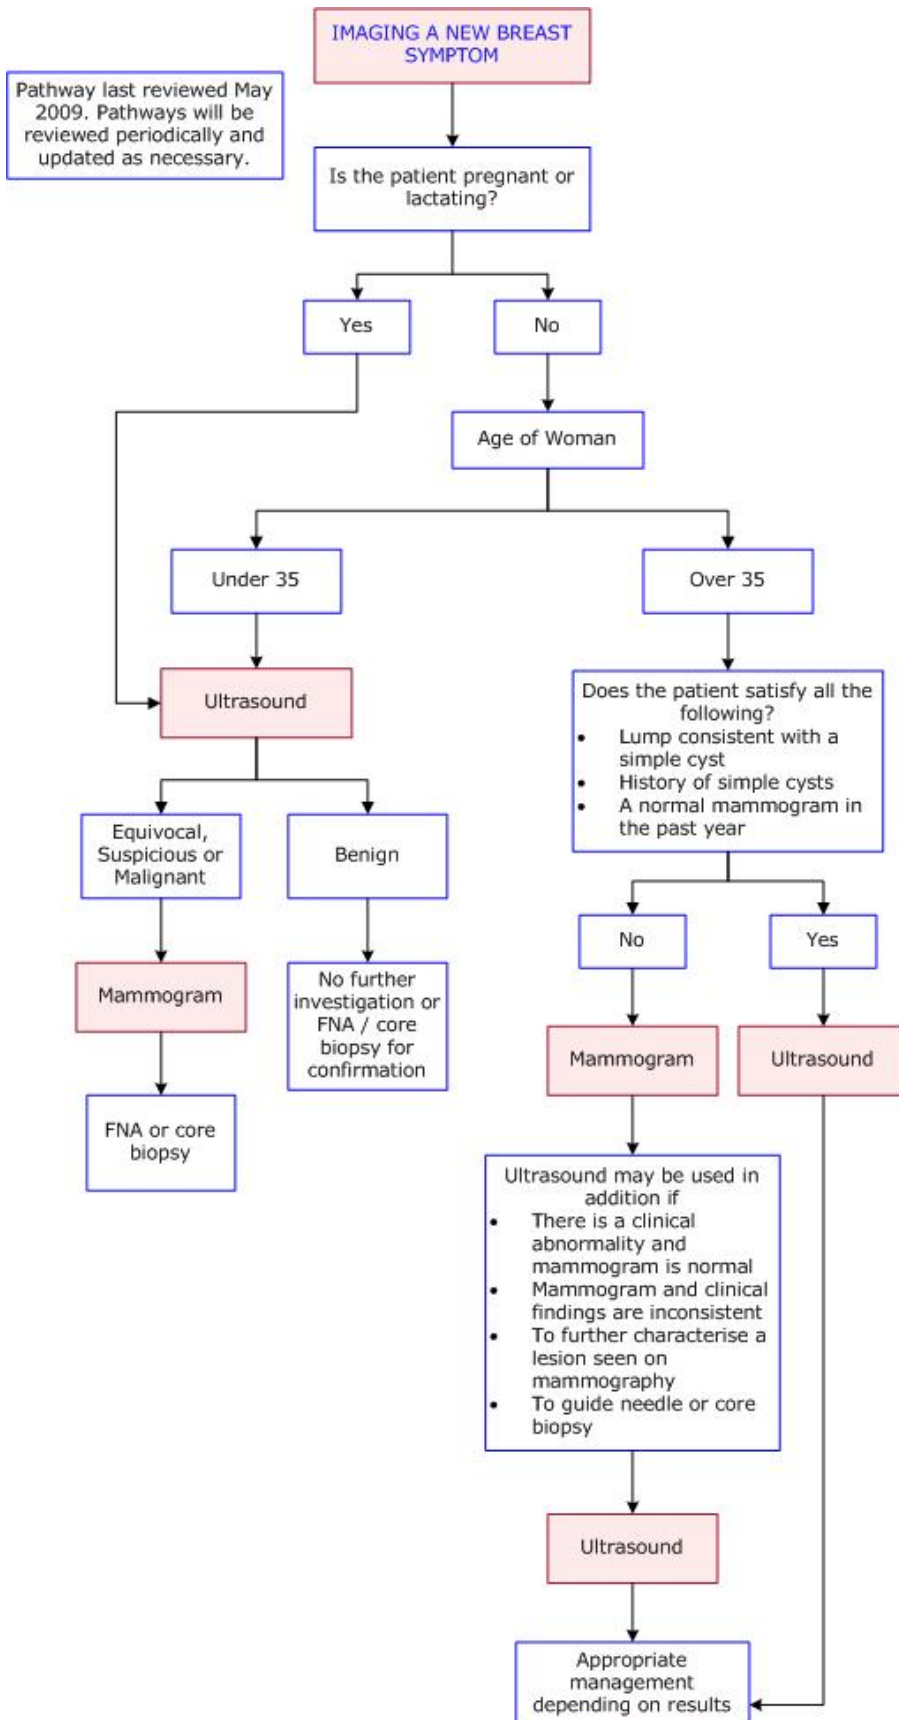 IMAGING A NEW BREAST
SYMPTOM
Pathway last reviewed May
2009. Pathways will be
reviewed periodically and
updated as necessary.
Is the patient pregnant or
lactating?
Yes
No
Age of Woman
Under 35
Over 35
Ultrasound
Does the patient satisfy all the
following?
• Lump consistent with a
simple cyst
• History of simple cysts
• A normal mammogram in
the past year
Equivocal,
Suspicious or
Malignant
Benign
No
Yes
Mammogram
No further
investigation or
FNA / core
biopsy for
confirmation
Mammogram
Ultrasound
FNA or core
biopsy
Ultrasound may be used in
addition if
• There is a clinical
abnormality and
mammogram is normal
• Mammogram and clinical
findings are inconsistent
• To further characterise a
lesion seen on
mammography
• To guide needle or core
biopsy
Ultrasound
Appropriate
management
depending on results